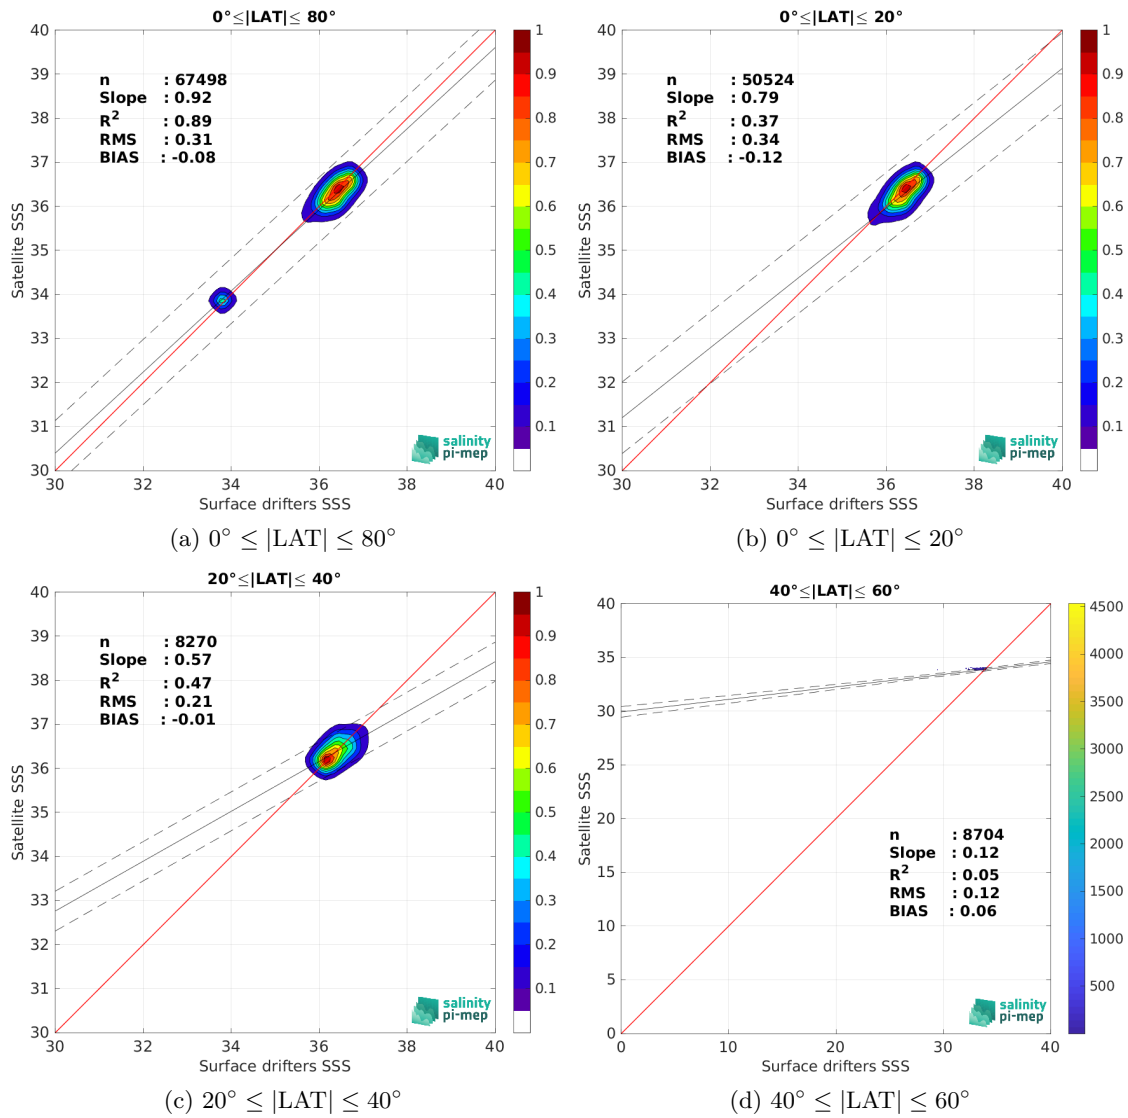 0°≤|LAT|≤ 80°
40
39
38
37
36
35
34
33
32
31
30
30 32 34 36 38 40
Satellite SSS
Surface drifters SSS
n : 67498
Slope : 0.92
R² : 0.89
RMS : 0.31
BIAS : -0.08
1
0.9
0.8
0.7
0.6
0.5
0.4
0.3
0.2
0.1
salinity
pi-mep
(a) 0° ≤ |LAT| ≤ 80°
0°≤|LAT|≤ 20°
40
39
38
37
36
35
34
33
32
31
30
30 32 34 36 38 40
Satellite SSS
Surface drifters SSS
n : 50524
Slope : 0.79
R² : 0.37
RMS : 0.34
BIAS : -0.12
1
0.9
0.8
0.7
0.6
0.5
0.4
0.3
0.2
0.1
salinity
pi-mep
(b) 0° ≤ |LAT| ≤ 20°
20°≤|LAT|≤ 40°
40
39
38
37
36
35
34
33
32
31
30
30 32 34 36 38 40
Satellite SSS
Surface drifters SSS
n : 8270
Slope : 0.57
R² : 0.47
RMS : 0.21
BIAS : -0.01
1
0.9
0.8
0.7
0.6
0.5
0.4
0.3
0.2
0.1
salinity
pi-mep
(c) 20° ≤ |LAT| ≤ 40°
40°≤|LAT|≤ 60°
40
35
30
25
20
15
10
5
0
0 10 20 30 40
Satellite SSS
Surface drifters SSS
n : 8704
Slope : 0.12
R² : 0.05
RMS : 0.12
BIAS : 0.06
4500
4000
3500
3000
2500
2000
1500
1000
500
salinity
pi-mep
(d) 40° ≤ |LAT| ≤ 60°